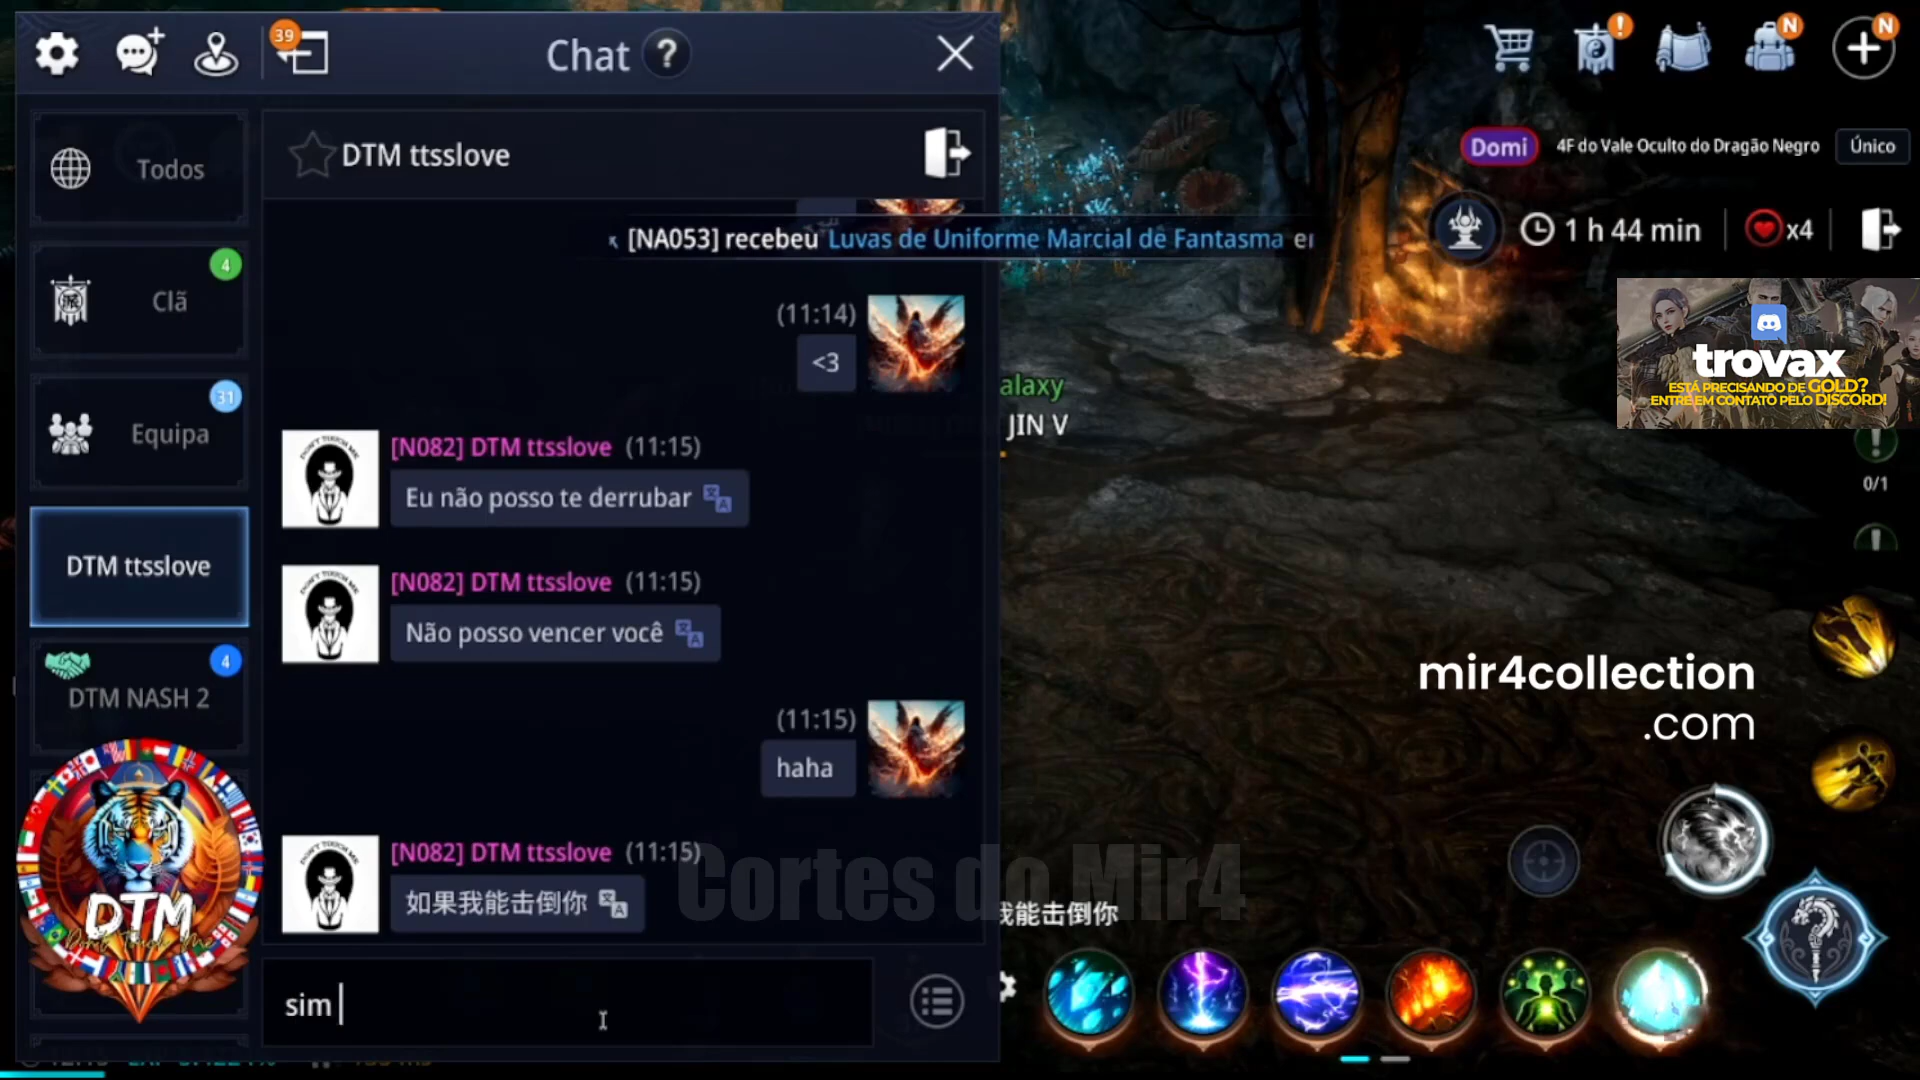 39
Chat ?
N
N
Todos
DTM ttsslove
Domi
4F do Vale Oculto do Dragão Negro
Único
[NA053] recebeu Luvas de Uniforme Marcial de Fantasma
1 h 44 min
x4
4
Clã
(11:14)
<3
trovax
ESTÁ PRECISANDO DE GOLD?
ENTRE EM CONTATO PELO DISCORD!
alaxy
JIN V
31
Equipa
[N082] DTM ttsslove (11:15)
Eu não posso te derrubar
0/1
DTM ttsslove
[N082] DTM ttsslove (11:15)
Não posso vencer você
4
DTM NASH 2
(11:15)
haha
mir4collection
.com
[N082] DTM ttsslove (11:15)
如果我能击倒你
Cortes do Mir4
我能击倒你
DTM
Don't Touch Me
sim